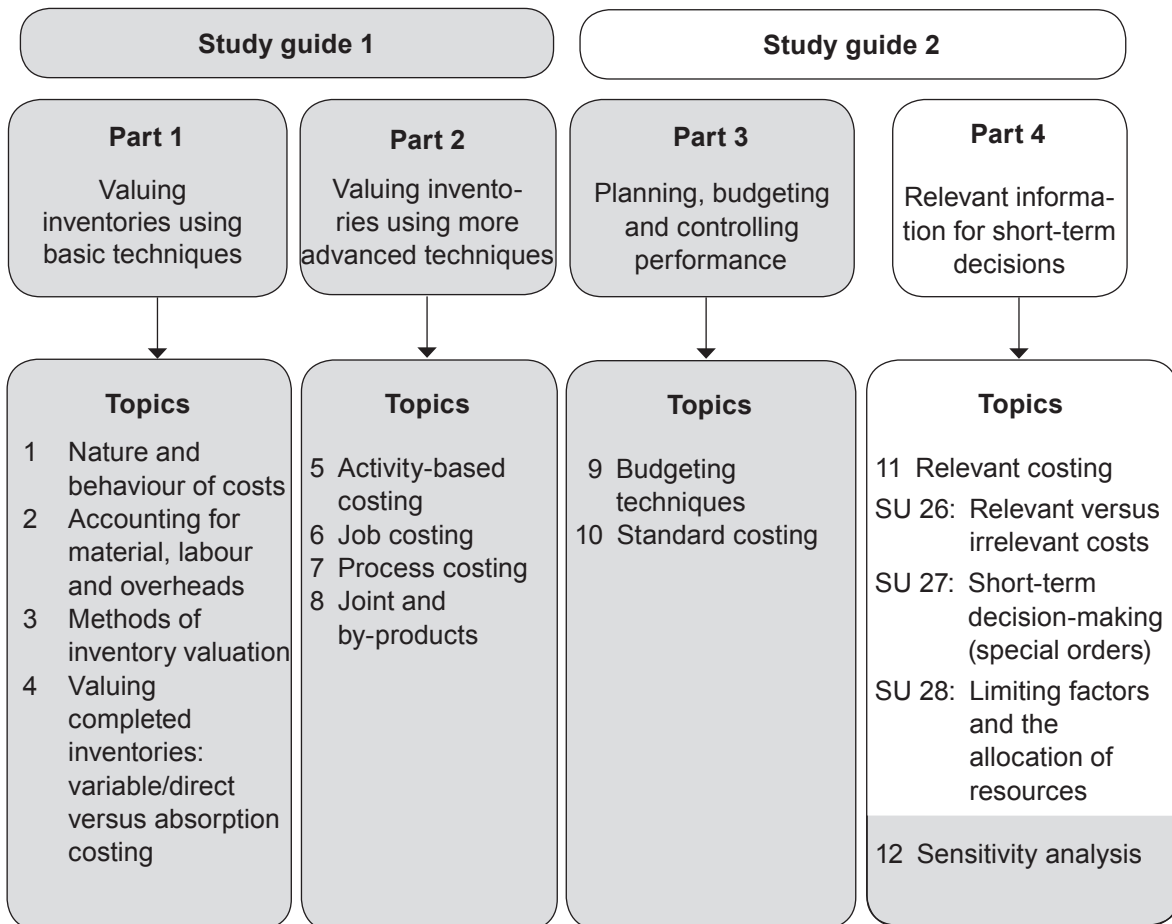 Study guide 1
Study guide 2
Part 1
Valuing
inventories using
basic techniques
Part 2
Valuing invento-
ries using more
advanced techniques
Part 3
Planning, budgeting
and controlling
performance
Part 4
Relevant informa-
tion for short-term
decisions
Topics
1 Nature and
behaviour of costs
2 Accounting for
material, labour
and overheads
3 Methods of
inventory valuation
4 Valuing
completed
inventories:
variable/direct
versus absorption
costing
Topics
5 Activity-based
costing
6 Job costing
7 Process costing
8 Joint and
by-products
Topics
9 Budgeting
techniques
10 Standard costing
Topics
11 Relevant costing
SU 26: Relevant versus
irrelevant costs
SU 27: Short-term
decision-making
(special orders)
SU 28: Limiting factors
and the
allocation of
resources
12 Sensitivity analysis